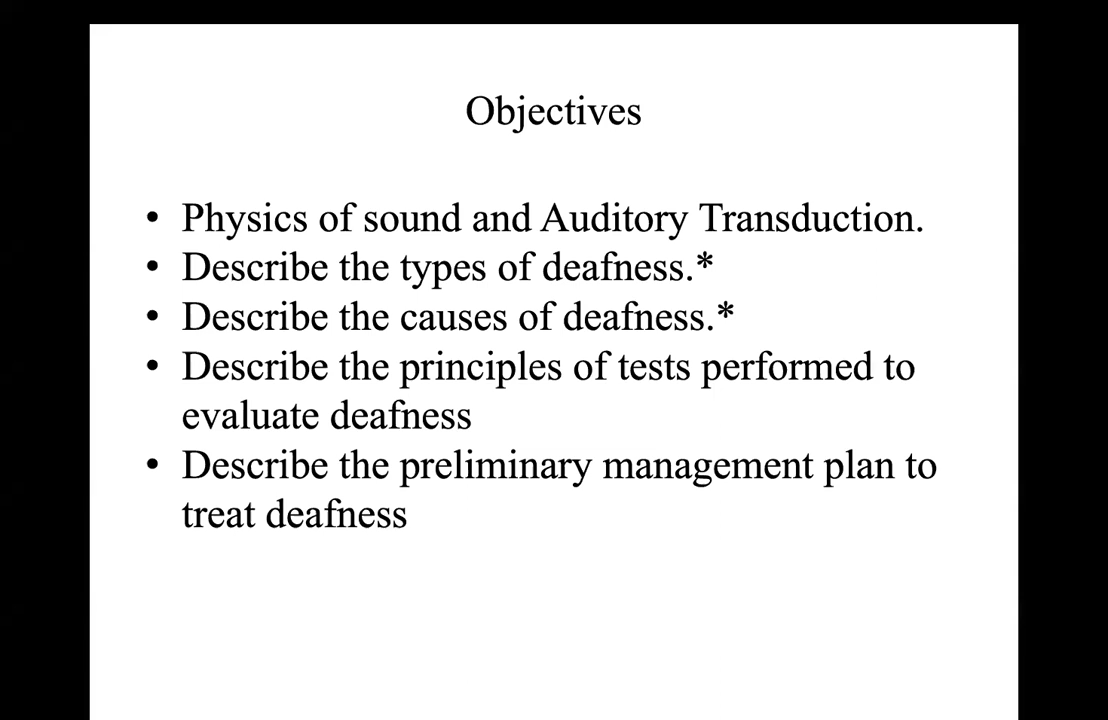 Objectives
• Physics of sound and Auditory Transduction.
• Describe the types of deafness.*
• Describe the causes of deafness.*
• Describe the principles of tests performed to
evaluate deafness
• Describe the preliminary management plan to
treat deafness